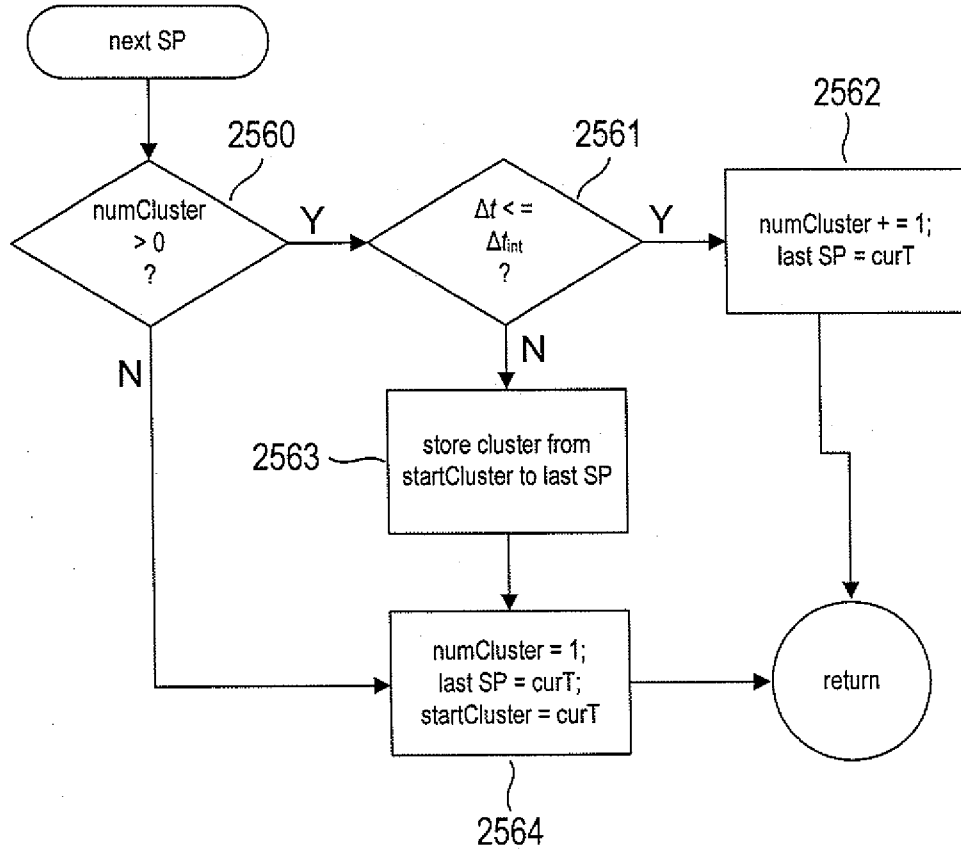 next SP
2560
numCluster
> 0
?
Y
N
2561
Δt < =
Δt_int
?
Y
N
2562
numCluster + = 1;
last SP = curT
2563
store cluster from
startCluster to last SP
numCluster = 1;
last SP = curT;
startCluster = curT
2564
return